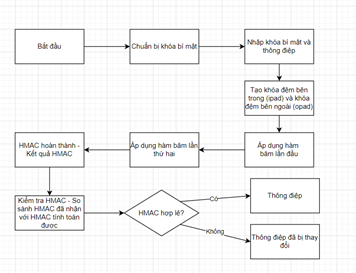 Bắt đầu
Chuẩn bị khóa bí mật
Nhập khóa bí mật và
thông điệp
Tạo khóa đệm bên
trong (ipad) và khóa
đệm bên ngoài (opad)
Áp dụng hàm
băm lần đầu
Áp dụng hàm băm lần
thứ hai
HMAC hoàn thành -
Kết quả HMAC
Kiểm tra HMAC - So
sánh HMAC đã nhận
với HMAC tính toán
được
HMAC hợp lệ?
Có
Thông điệp
Không
Thông điệp đã bị thay
đổi